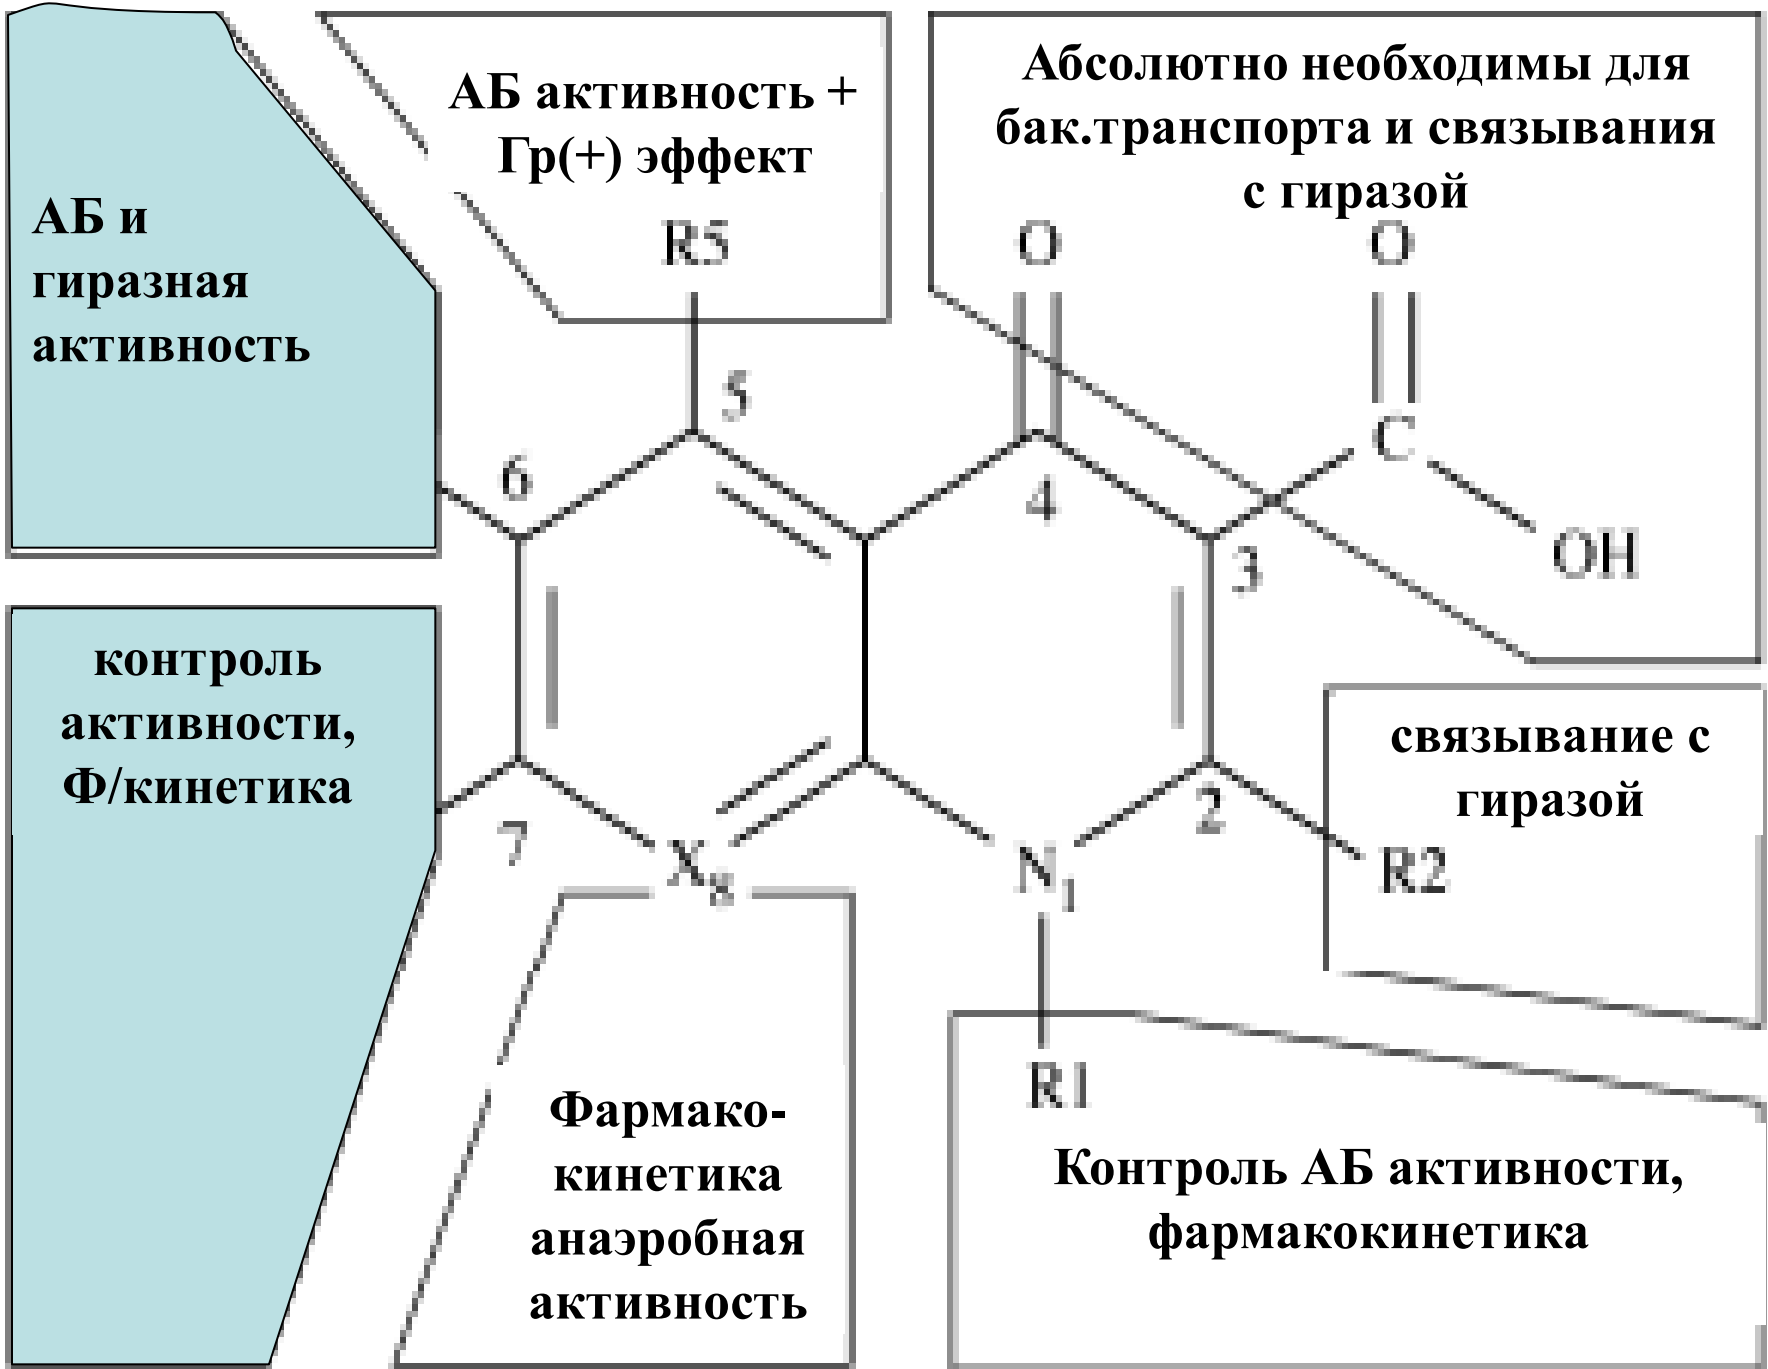 АБ активность +
Гр(+) эффект
Абсолютно необходимы для
бак.транспорта и связывания
с гиразой
АБ и
гиразная
активность
R5
O
O
5
C
6
4
OH
3
контроль
активности,
Ф/кинетика
связывание с
гиразой
2
7
X8
N1
R2
R1
Фармако-
кинетика
анаэробная
активность
Контроль АБ активности,
фармакокинетика